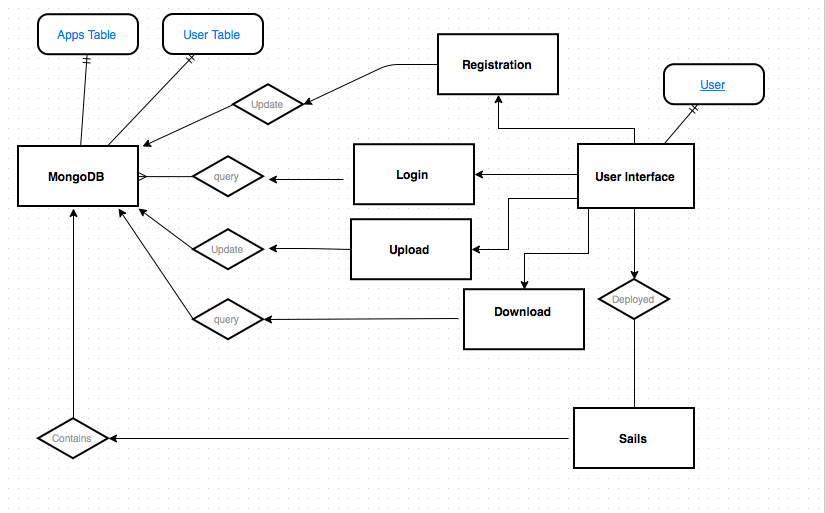 Apps Table
User Table
Registration
User
Update
MongoDB
query
Login
User Interface
Update
Upload
query
Download
Deployed
Contains
Sails